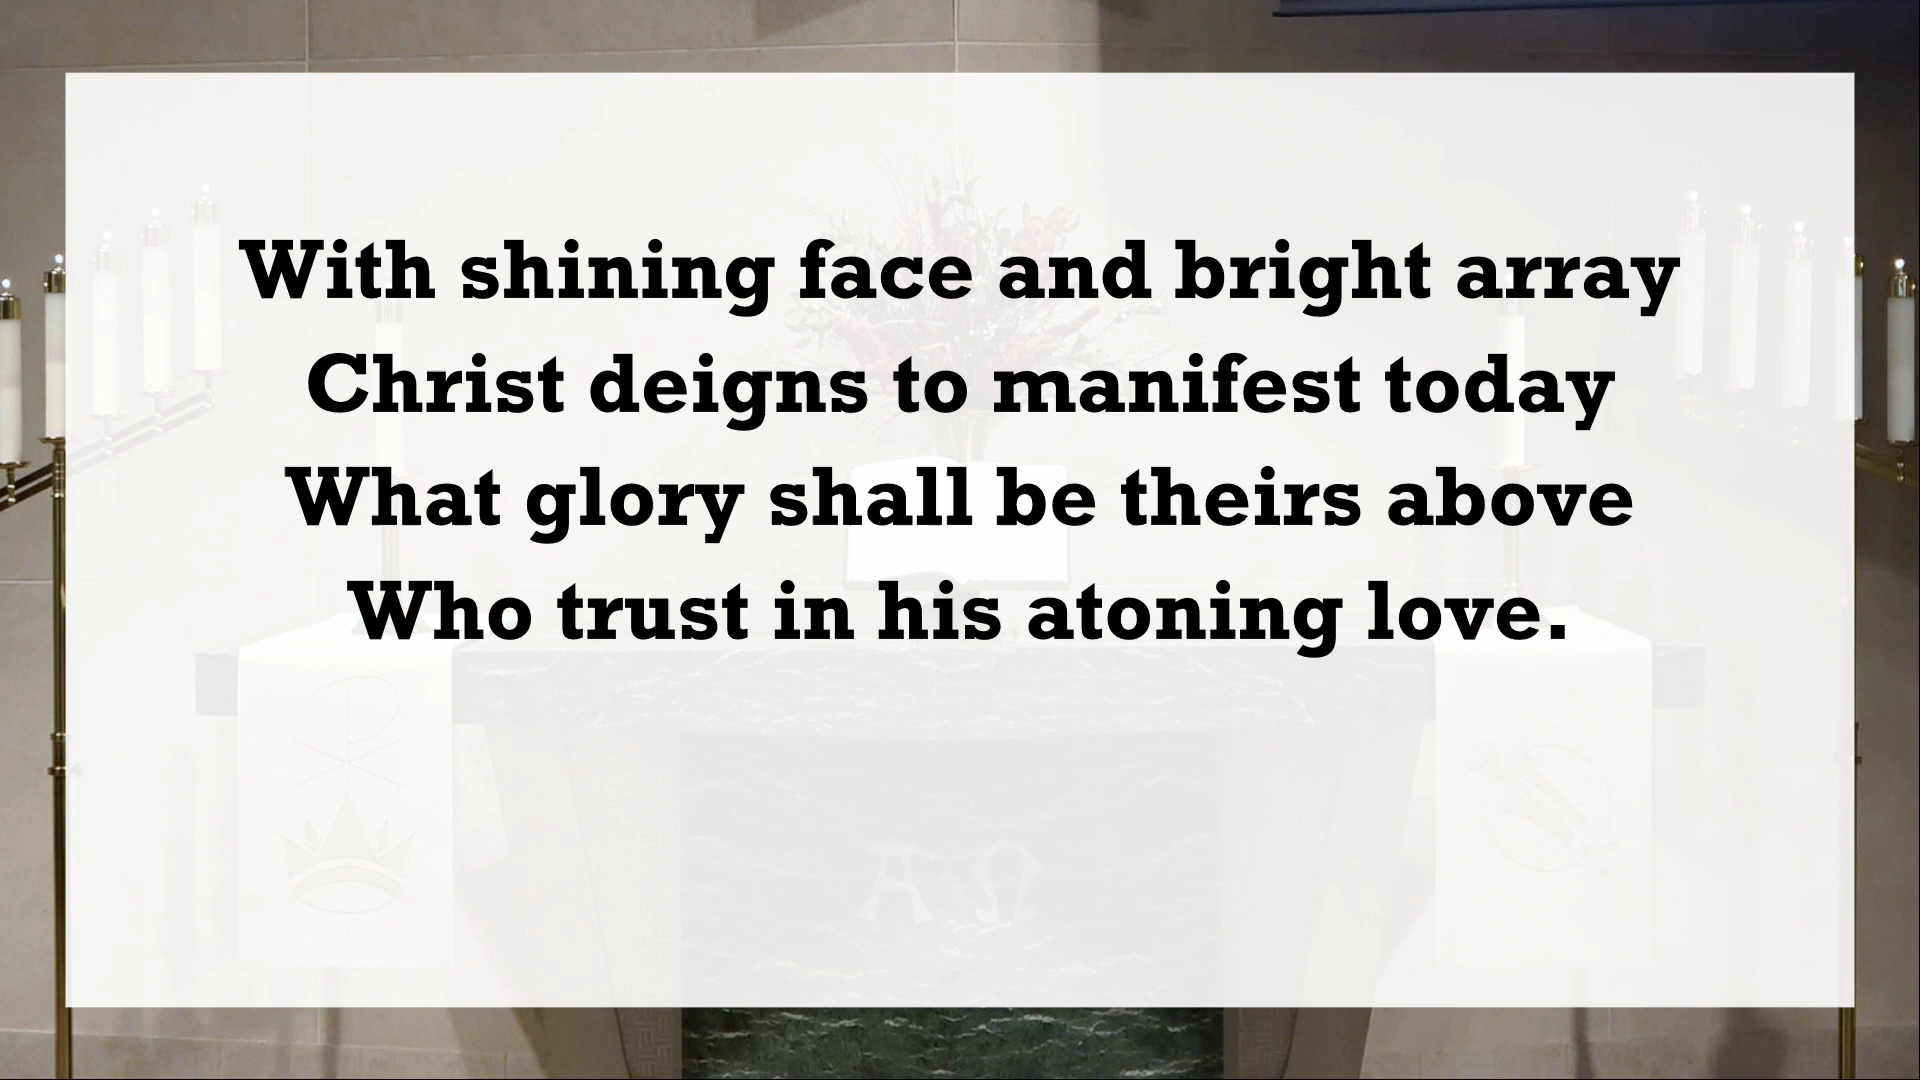 With shining face and bright array
Christ deigns to manifest today
What glory shall be theirs above
Who trust in his atoning love.
Α Ω